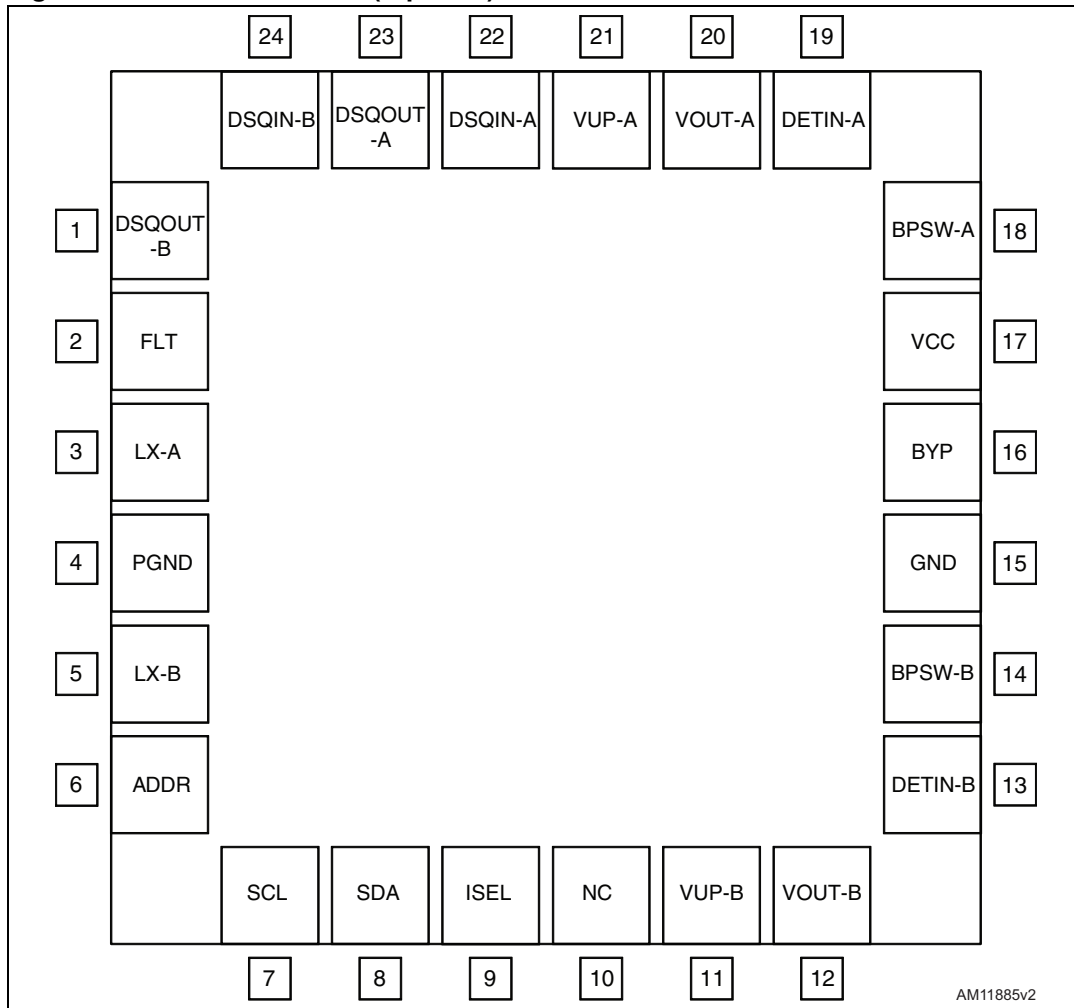 24 23 22 21 20 19
DSQIN-B DSQOUT
-A DSQIN-A VUP-A VOUT-A DETIN-A
1 DSQOUT
-B BPSW-A 18
2 FLT VCC 17
3 LX-A BYP 16
4 PGND GND 15
5 LX-B BPSW-B 14
6 ADDR DETIN-B 13
SCL SDA ISEL NC VUP-B VOUT-B
7 8 9 10 11 12
AM11885v2